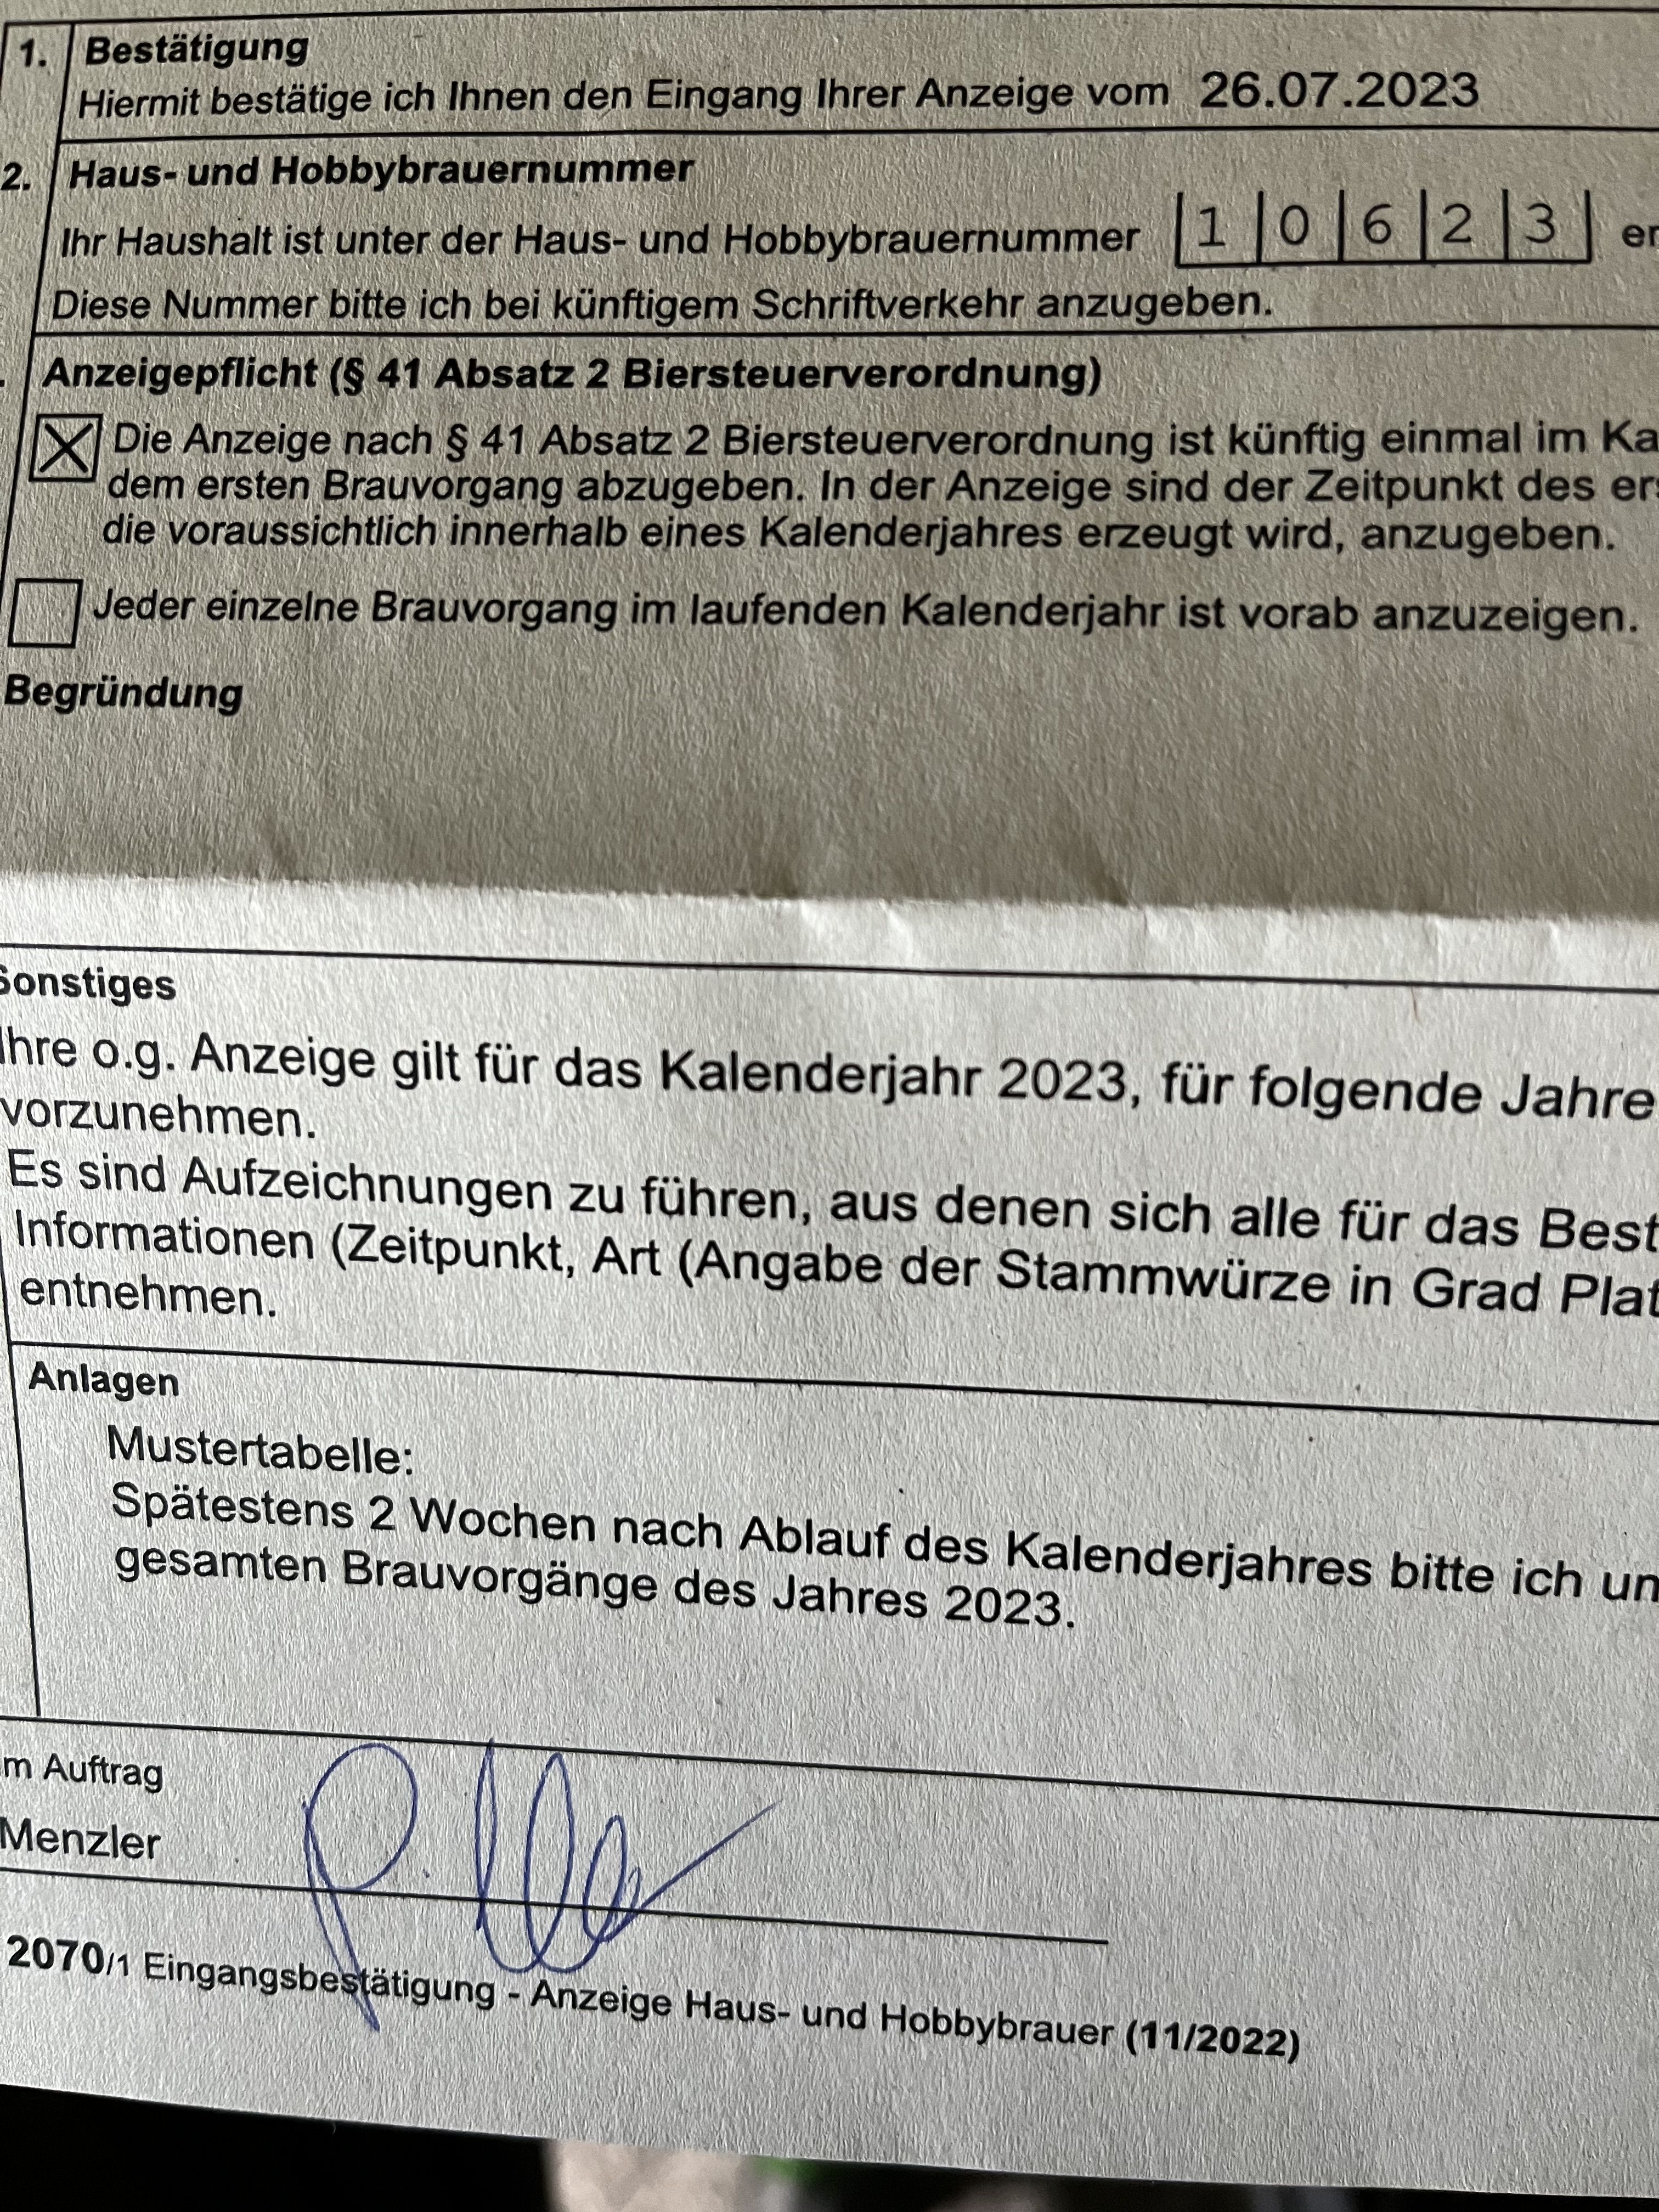 1. Bestätigung
Hiermit bestätige ich Ihnen den Eingang Ihrer Anzeige vom 26.07.2023
2. Haus- und Hobbybrauernummer
Ihr Haushalt ist unter der Haus- und Hobbybrauernummer 1 0 6 2 3 er
Diese Nummer bitte ich bei künftigem Schriftverkehr anzugeben.
Anzeigepflicht (§ 41 Absatz 2 Biersteuerverordnung)
Die Anzeige nach § 41 Absatz 2 Biersteuerverordnung ist künftig einmal im Ka
dem ersten Brauvorgang abzugeben. In der Anzeige sind der Zeitpunkt des ers
die voraussichtlich innerhalb eines Kalenderjahres erzeugt wird, anzugeben.
Jeder einzelne Brauvorgang im laufenden Kalenderjahr ist vorab anzuzeigen.
Begründung
Sonstiges
Ihre o.g. Anzeige gilt für das Kalenderjahr 2023, für folgende Jahre
vorzunehmen.
Es sind Aufzeichnungen zu führen, aus denen sich alle für das Best
Informationen (Zeitpunkt, Art (Angabe der Stammwürze in Grad Plat
entnehmen.
Anlagen
Mustertabelle:
Spätestens 2 Wochen nach Ablauf des Kalenderjahres bitte ich um
gesamten Brauvorgänge des Jahres 2023.
m Auftrag
Menzler
2070/1 Eingangsbestätigung - Anzeige Haus- und Hobbybrauer (11/2022)